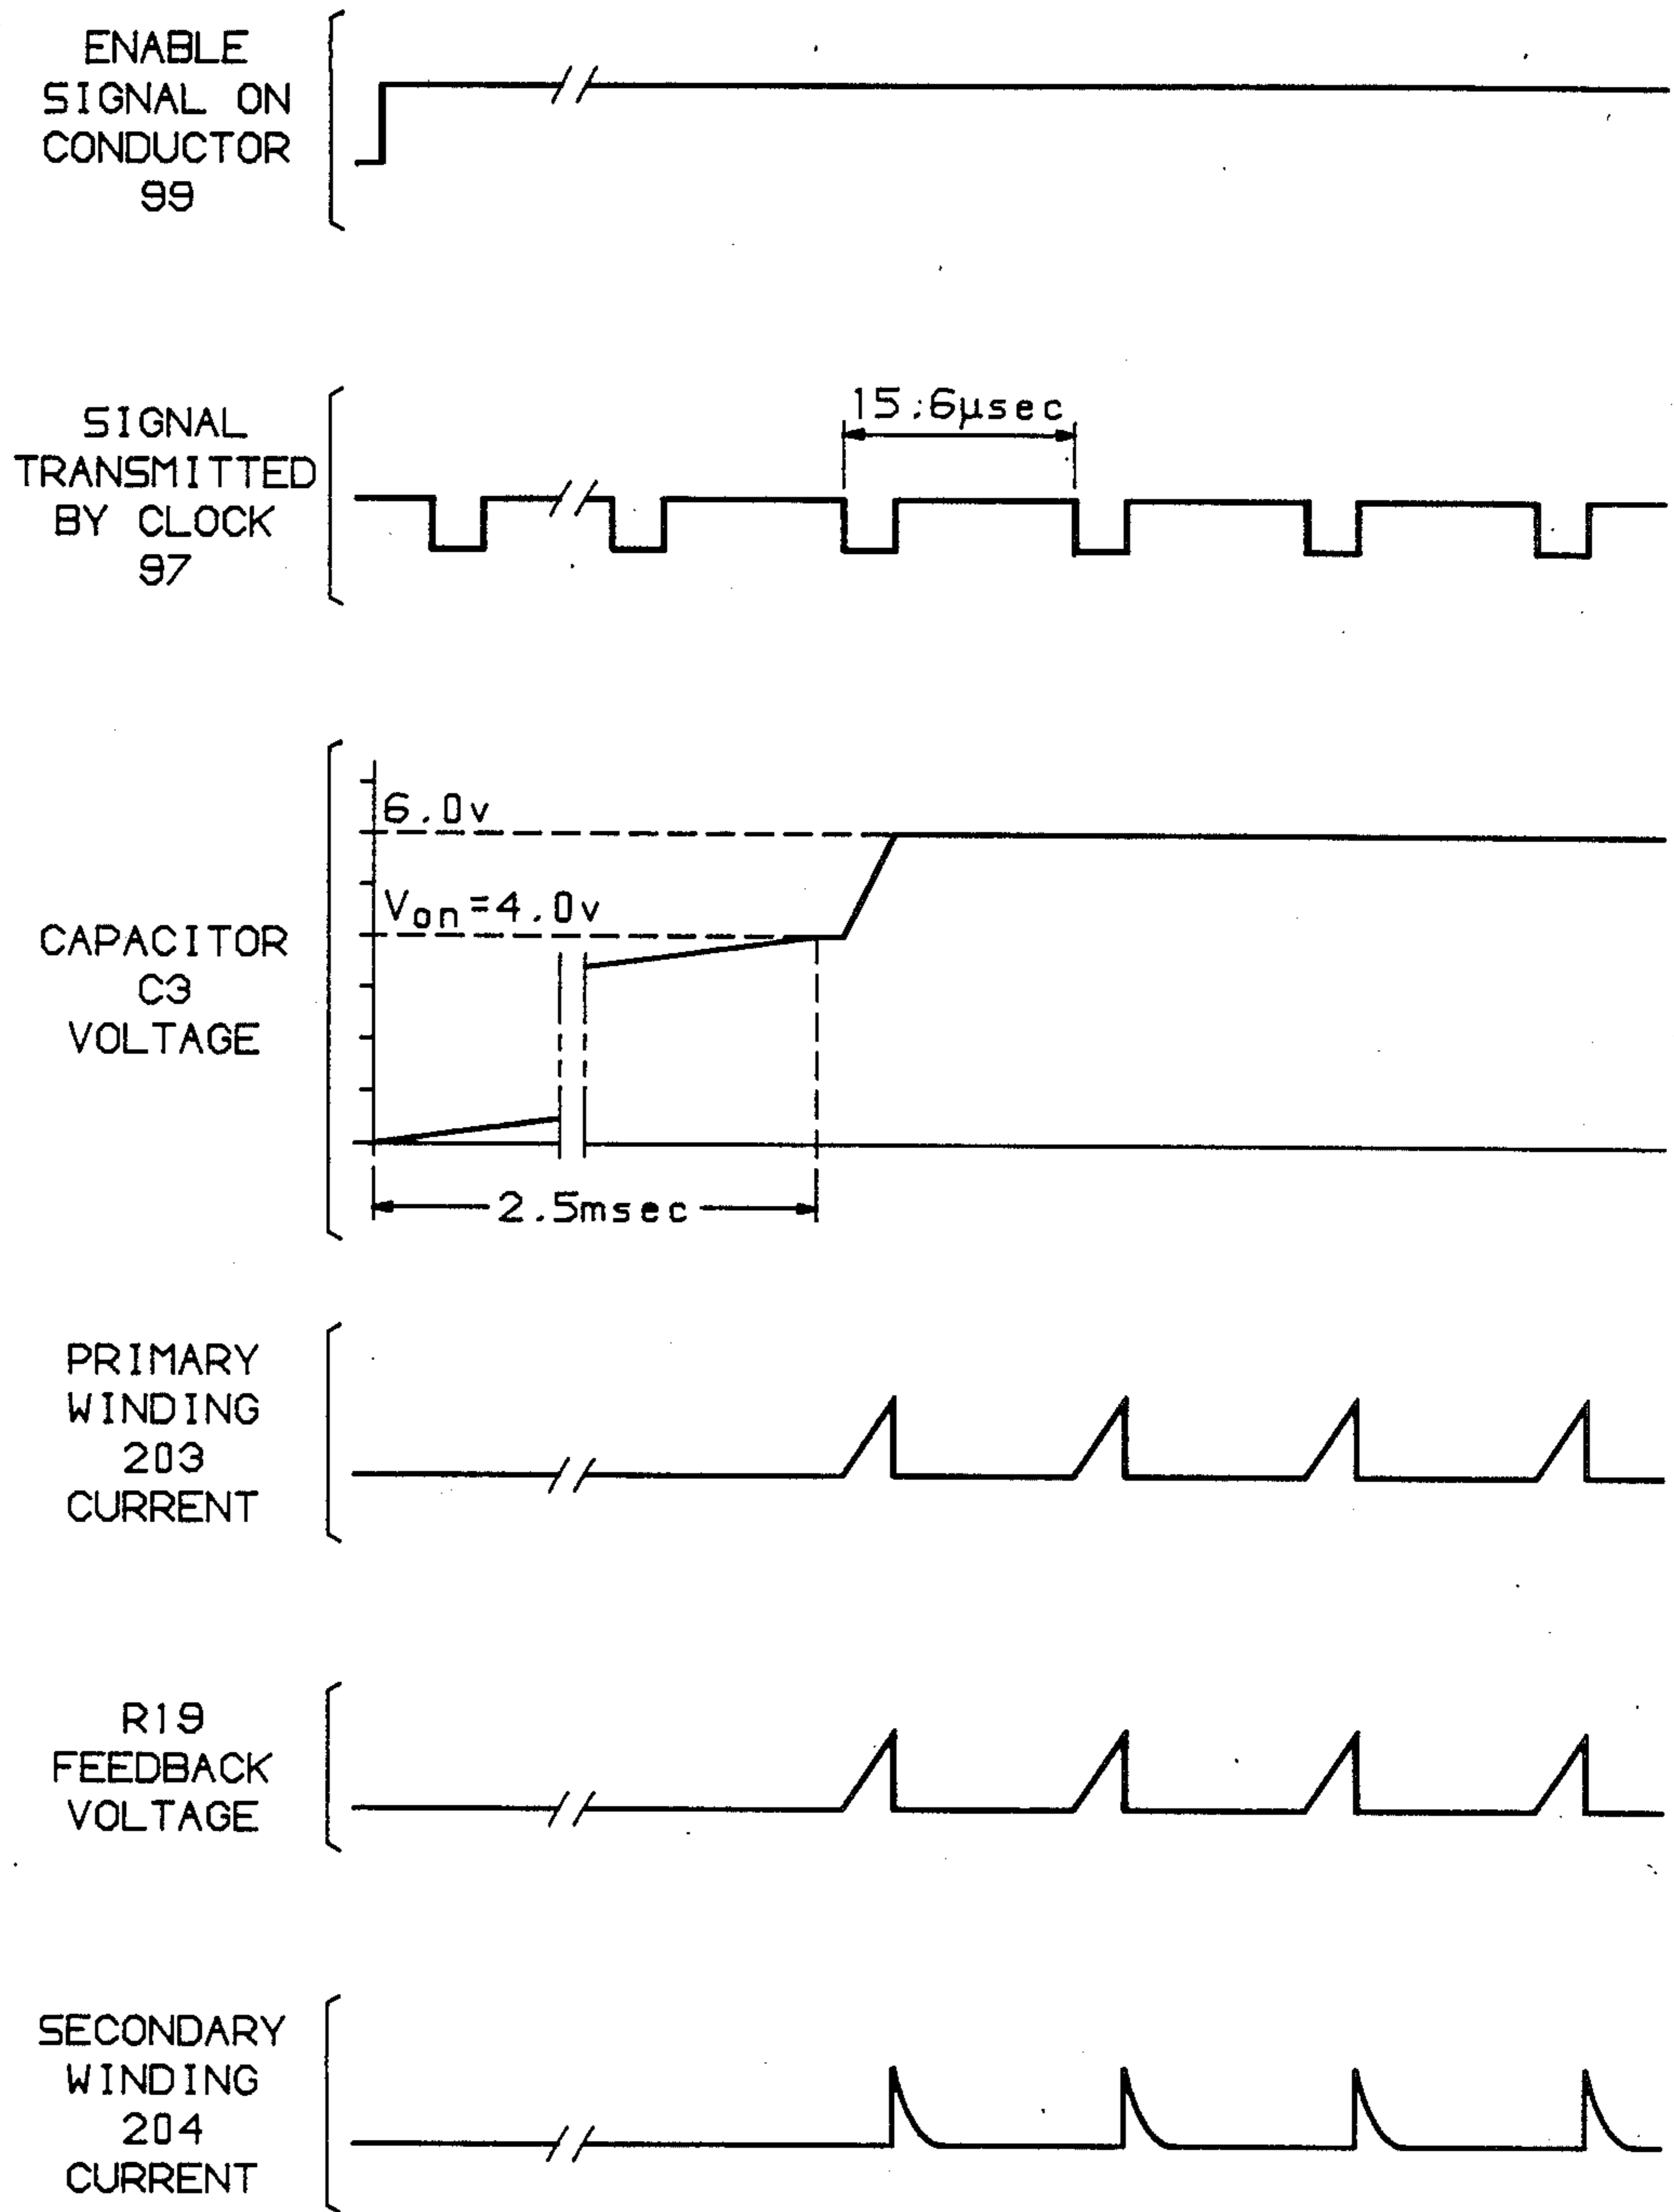 ENABLE
SIGNAL ON
CONDUCTOR
99
15.6µsec
SIGNAL
TRANSMITTED
BY CLOCK
97
6.0v
Von=4.0v
CAPACITOR
C3
VOLTAGE
2.5msec
PRIMARY
WINDING
203
CURRENT
R19
FEEDBACK
VOLTAGE
SECONDARY
WINDING
204
CURRENT